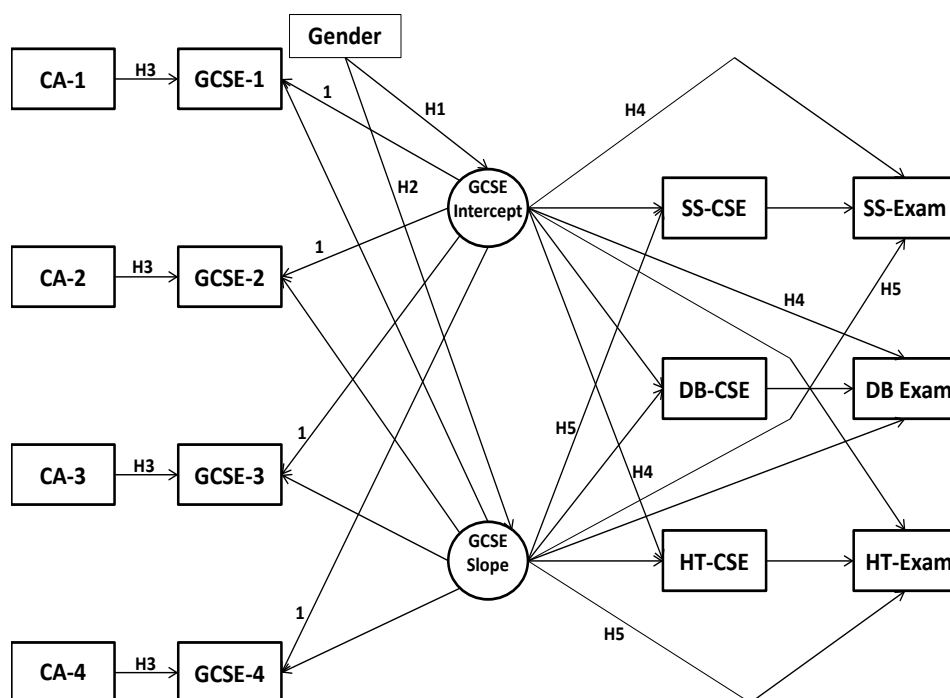 Gender
CA-1
H3
GCSE-1
1
H1
H4
GCSE
Intercept
H2
SS-CSE
SS-Exam
CA-2
H3
GCSE-2
1
H5
H4
DB-CSE
DB Exam
H5
CA-3
H3
GCSE-3
1
H4
GCSE
Slope
HT-CSE
HT-Exam
1
H5
CA-4
H3
GCSE-4